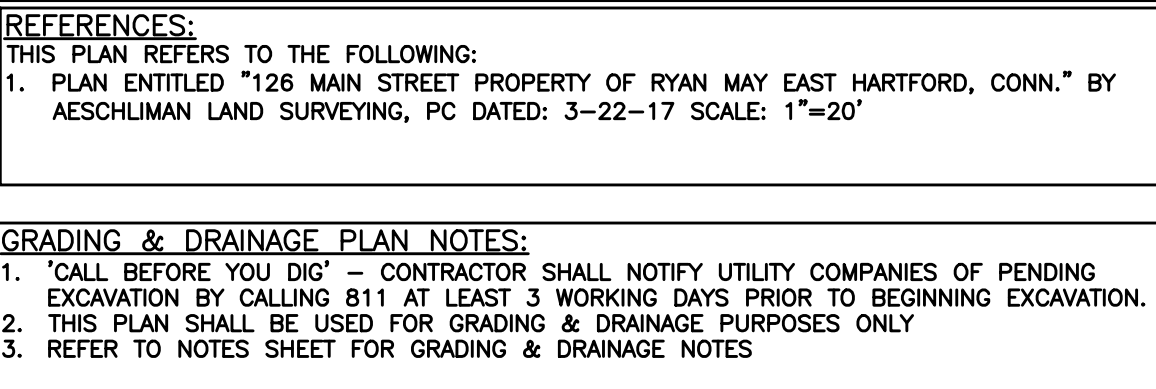 REFERENCES:
THIS PLAN REFERS TO THE FOLLOWING:
1. PLAN ENTITLED "126 MAIN STREET PROPERTY OF RYAN MAY EAST HARTFORD, CONN." BY
AESCHLIMAN LAND SURVEYING, PC DATED: 3-22-17 SCALE: 1"=20'
GRADING & DRAINAGE PLAN NOTES:
1. 'CALL BEFORE YOU DIG' - CONTRACTOR SHALL NOTIFY UTILITY COMPANIES OF PENDING
EXCAVATION BY CALLING 811 AT LEAST 3 WORKING DAYS PRIOR TO BEGINNING EXCAVATION.
2. THIS PLAN SHALL BE USED FOR GRADING & DRAINAGE PURPOSES ONLY
3. REFER TO NOTES SHEET FOR GRADING & DRAINAGE NOTES